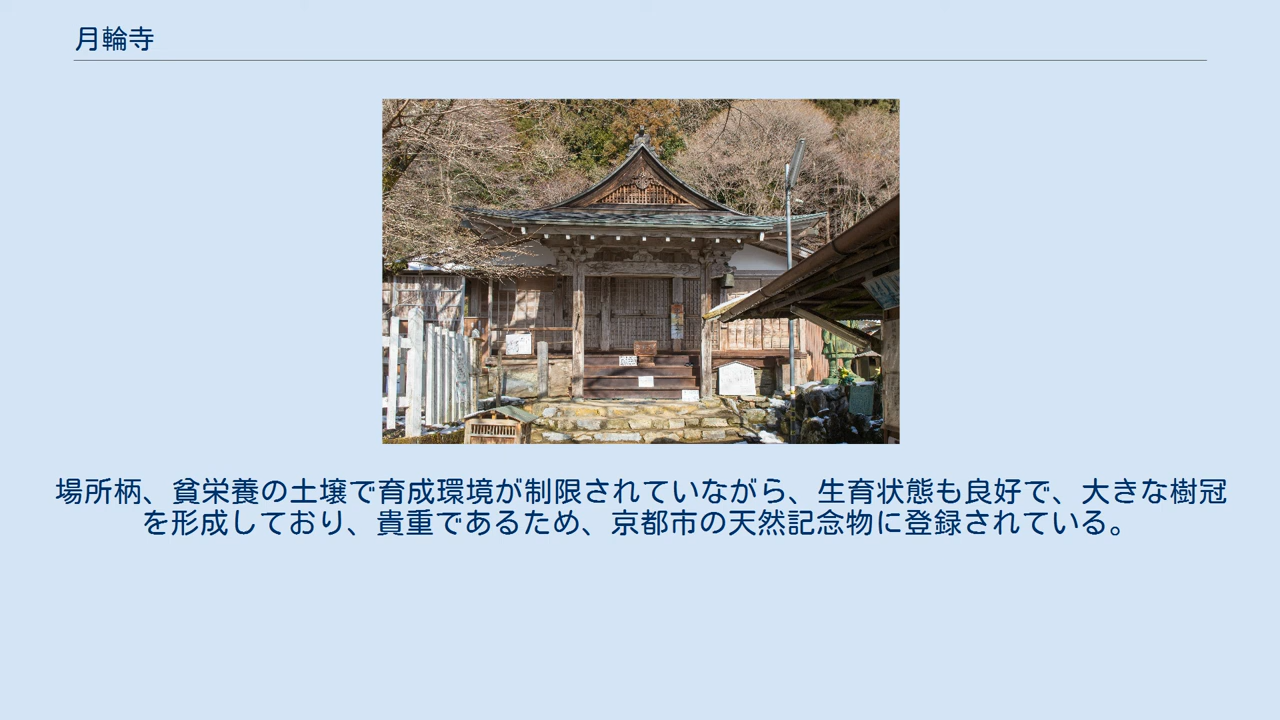 月輪寺
場所柄、貧栄養の土壌で育成環境が制限されていながら、生育状態も良好で、大きな樹冠
を形成しており、貴重であるため、京都市の天然記念物に登録されている。